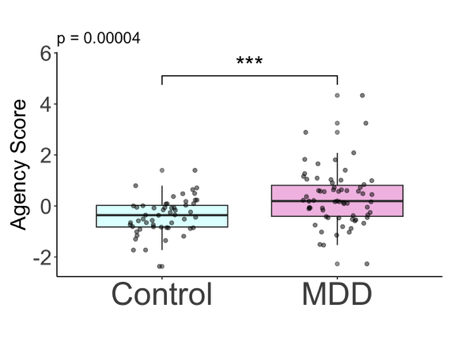 p = 0.00004
***
6
4
2
0
-2
Agency Score
Control
MDD